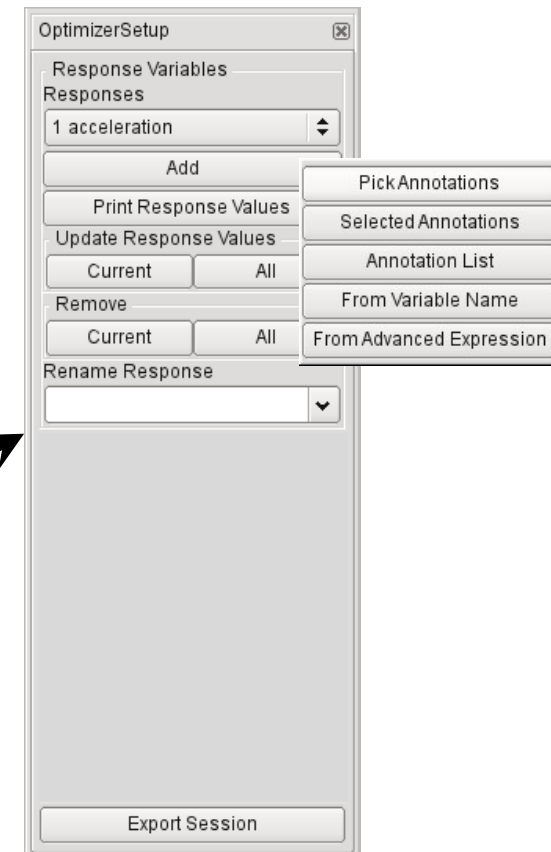 OptimizerSetup
Response Variables
Responses
1 acceleration
Add
Print Response Values
Update Response Values
Current All
Remove
Current All
Rename Response
Export Session
Pick Annotations
Selected Annotations
Annotation List
From Variable Name
From Advanced Expression